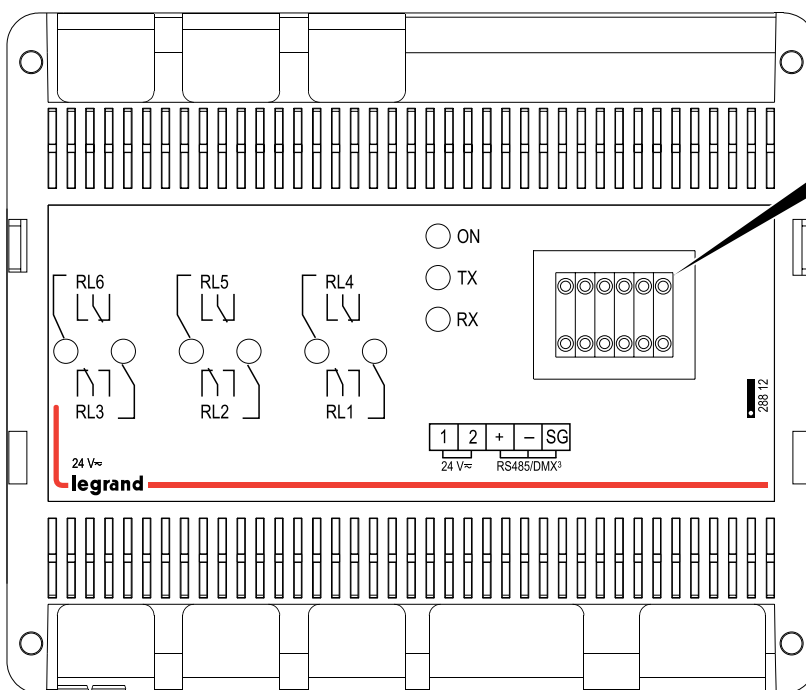 ON
TX
RX
RL6 RL5 RL4
RL3 RL2 RL1
1 2 + – SG
24 V⎓ RS485/DMX³
24 V⎓
legrand
288 12